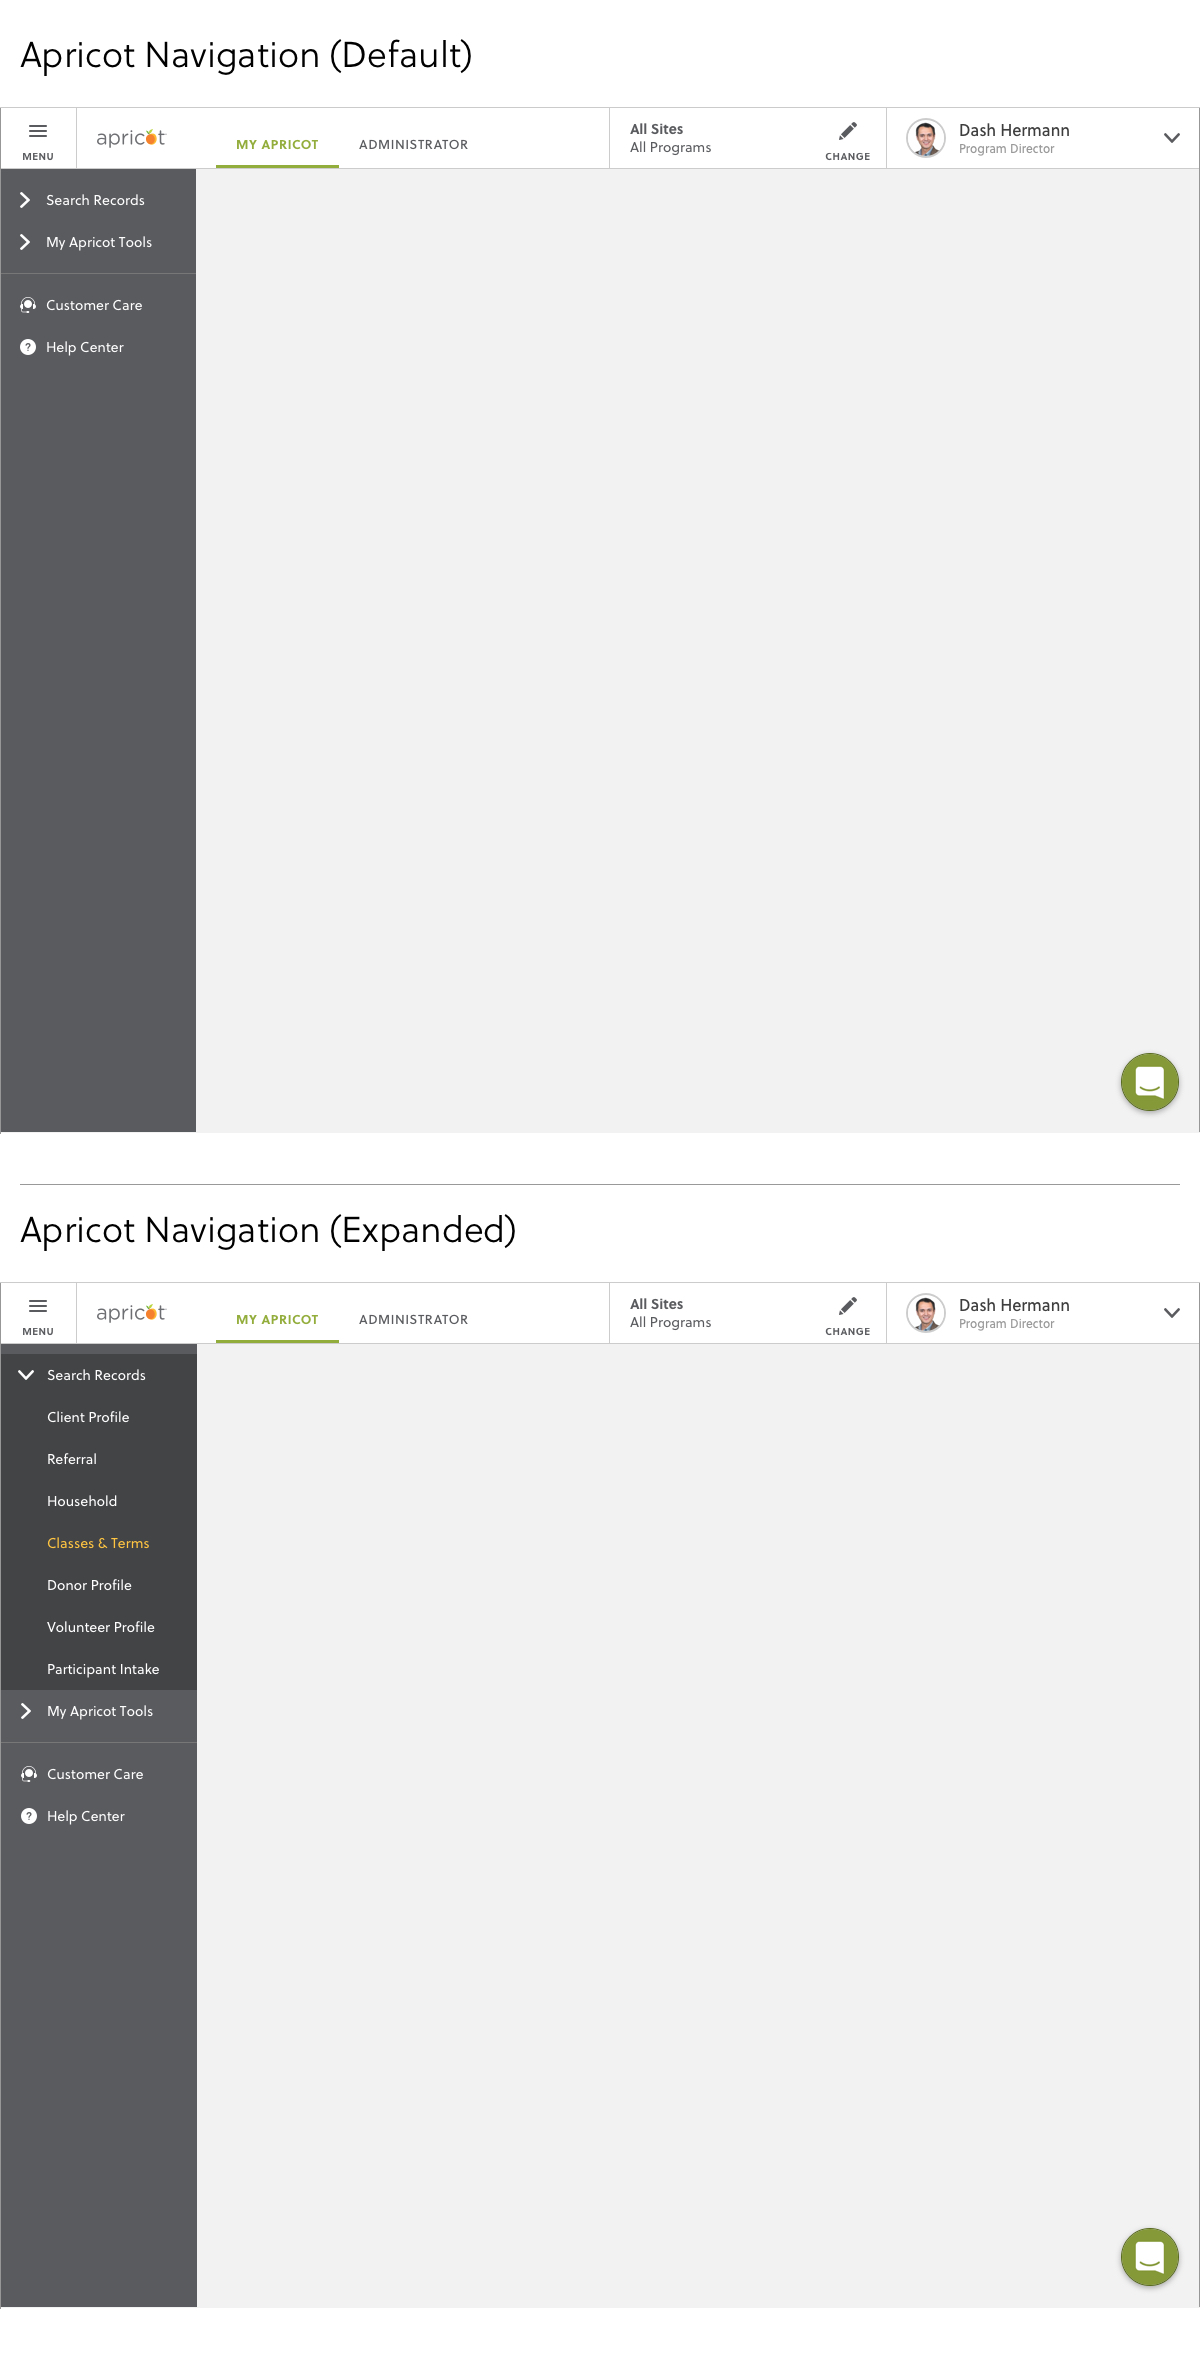 Apricot Navigation (Default)
MENU
apricot
MY APRICOT
ADMINISTRATOR
All Sites
All Programs
CHANGE
Dash Hermann
Program Director
Search Records
My Apricot Tools
Customer Care
? Help Center
Apricot Navigation (Expanded)
MENU
apricot
MY APRICOT
ADMINISTRATOR
All Sites
All Programs
CHANGE
Dash Hermann
Program Director
Search Records
Client Profile
Referral
Household
Classes & Terms
Donor Profile
Volunteer Profile
Participant Intake
My Apricot Tools
Customer Care
? Help Center